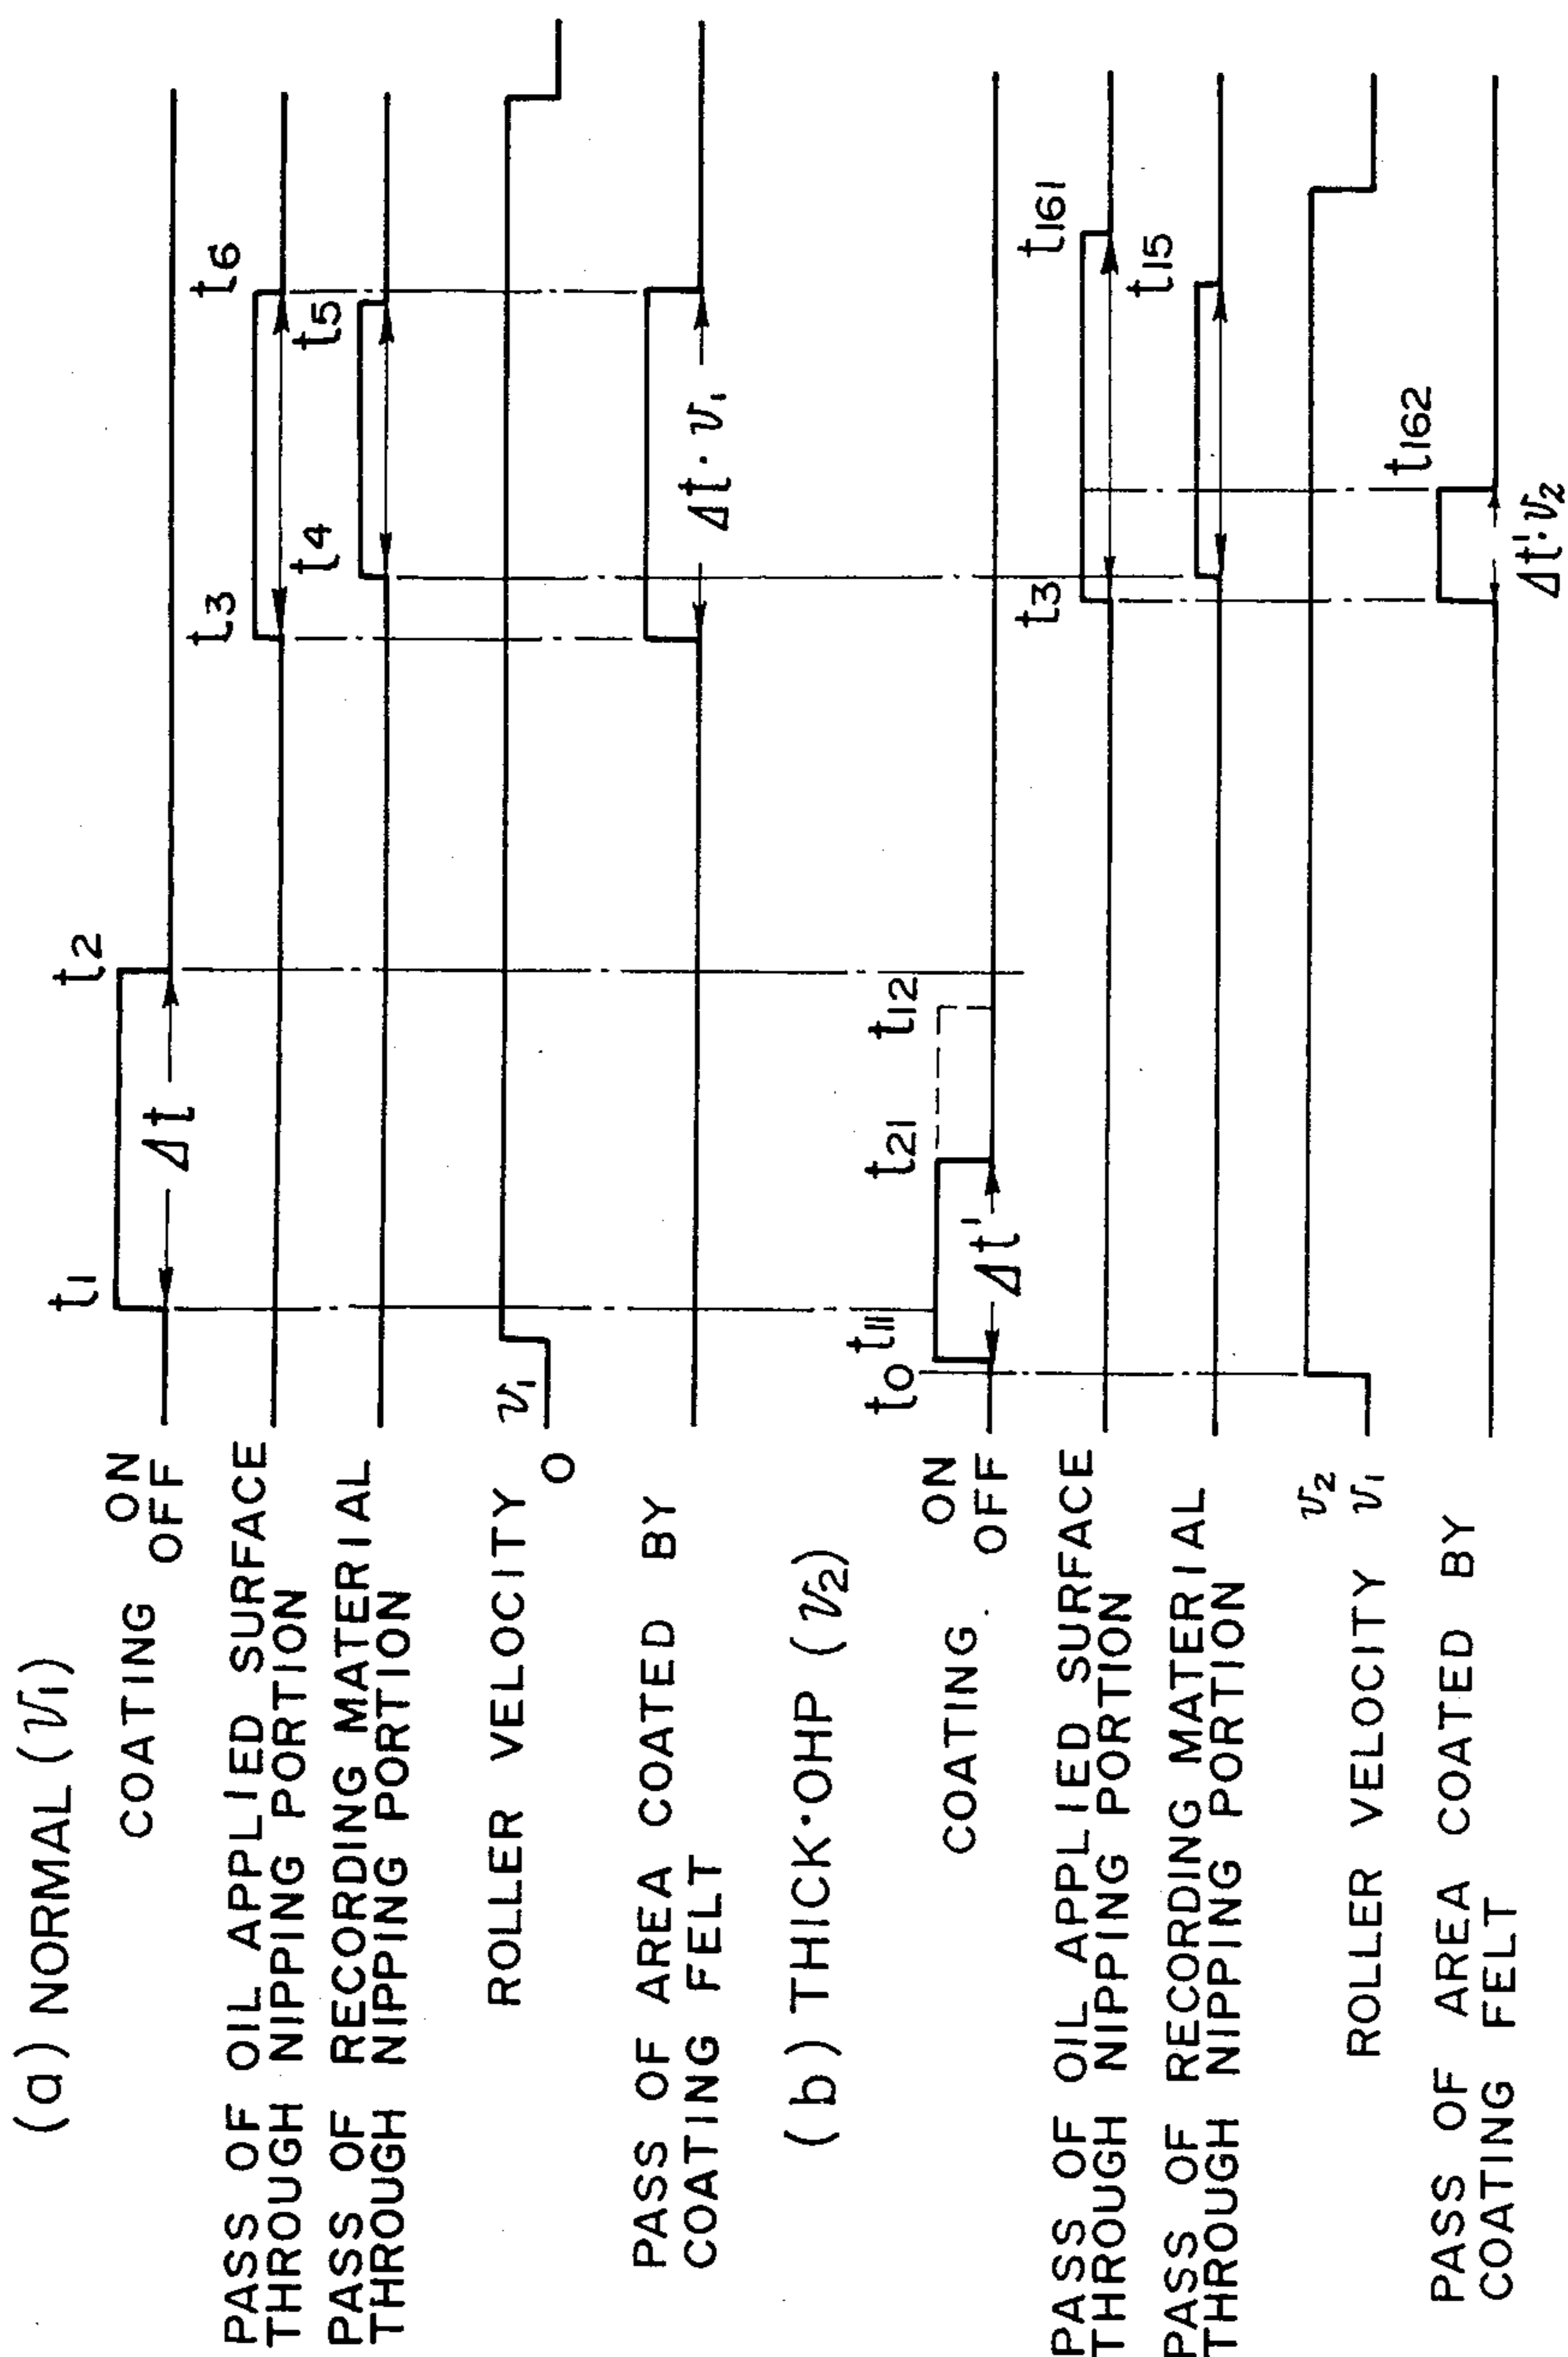 (a) NORMAL (v₁)
COATING ON
OFF
t₁
t₂
Δt
PASS OF OIL APPLIED SURFACE
THROUGH NIPPING PORTION
t₃
t₆
PASS OF RECORDING MATERIAL
THROUGH NIPPING PORTION
t₄
t₅
ROLLER VELOCITY
v₁
0
PASS OF AREA COATED BY
COATING FELT
Δt·v₁
(b) THICK·OHP (v₂)
COATING ON
OFF
t₀
t₁₁
t₂₁
t₁₂
Δt'
PASS OF OIL APPLIED SURFACE
THROUGH NIPPING PORTION
t₃
t₁₆₁
PASS OF RECORDING MATERIAL
THROUGH NIPPING PORTION
t₁₅
ROLLER VELOCITY
v₂
v₁
PASS OF AREA COATED BY
COATING FELT
t₁₆₂
Δt'·v₂